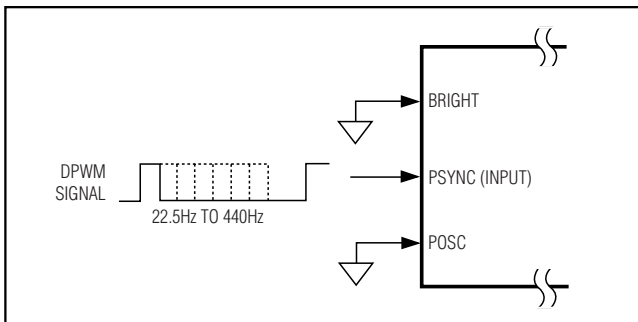 BRIGHT
DPWM
SIGNAL
PSYNC (INPUT)
22.5Hz TO 440Hz
POSC